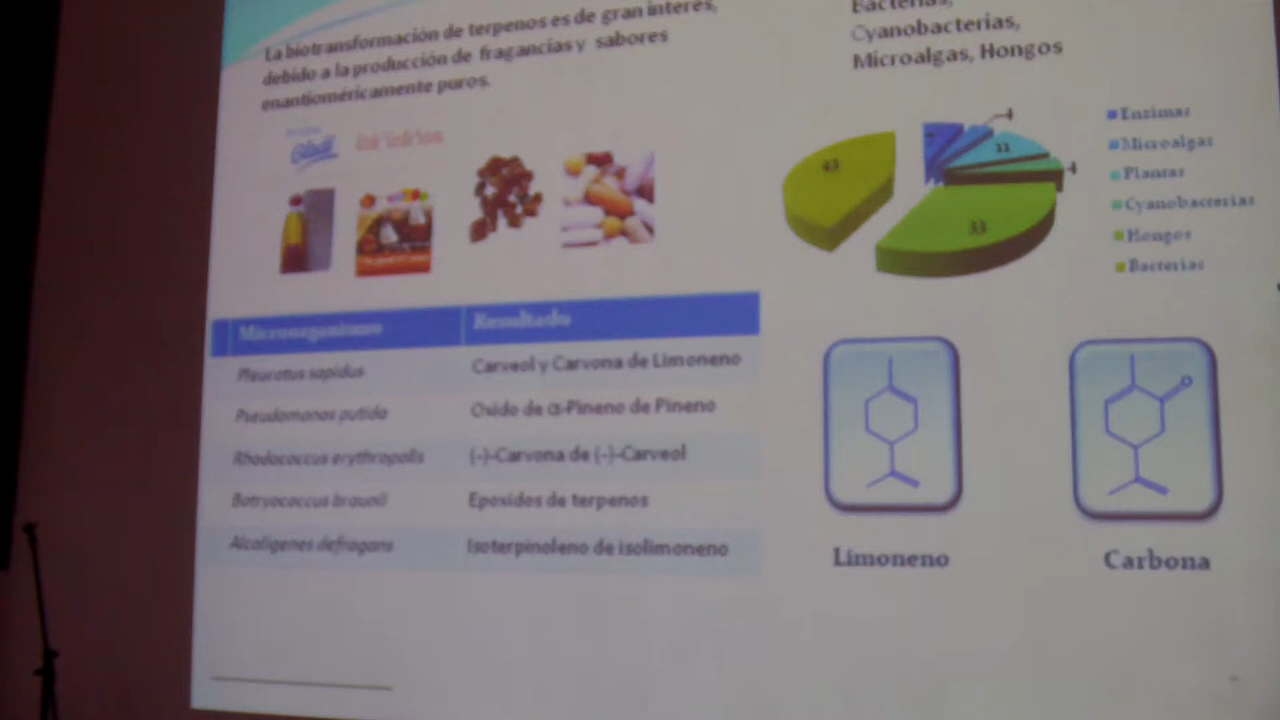 La biotransformación de terpenos es de gran interés,
debido a la producción de fragancias y sabores
enantioméricamente puros.
Bacterias,
Cyanobacterias,
Microalgas, Hongos
Glade
4
11
4
43
33
Enzimas
Microalgas
Plantas
Cyanobacterias
Hongos
Bacterias
Microorganismo Resultado
Pleurotus sapidus Carveol y Carvona de Limoneno
Pseudomonas putida Oxido de α-Pineno de Pineno
Rhodococcus erythropolis (-)-Carvona de (-)-Carveol
Botryococcus braunii Epoxidos de terpenos
Alcaligenes defragans Isoterpinoleno de isolimoneno
O
Limoneno
Carbona